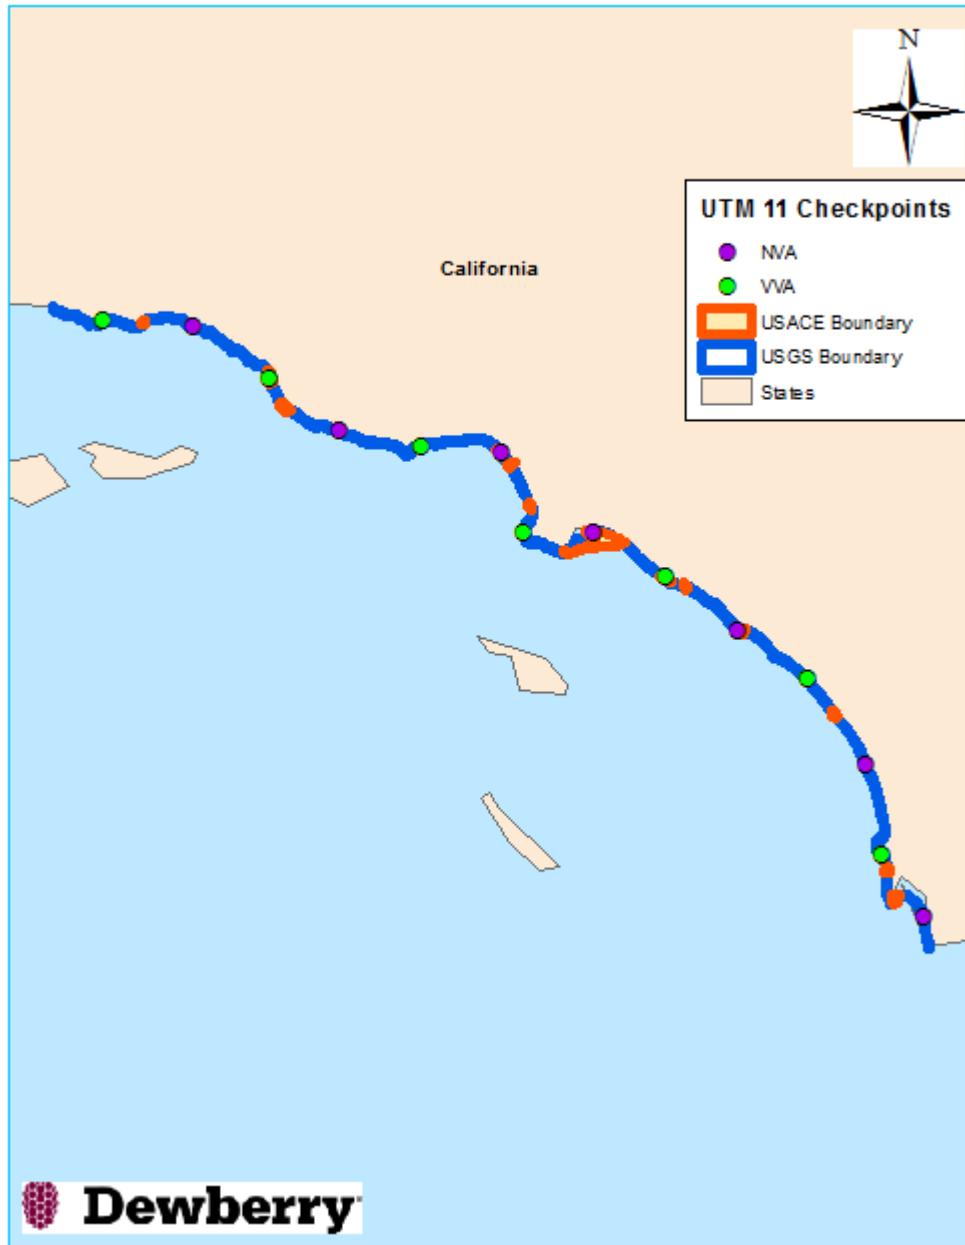 N
UTM 11 Checkpoints
NVA
VVA
USACE Boundary
USGS Boundary
States
California
Dewberry